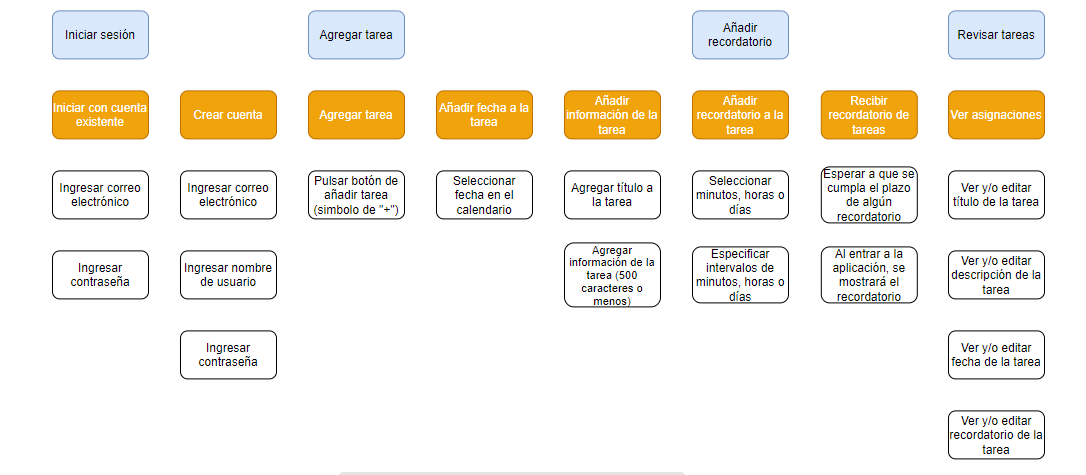 Iniciar sesión
Agregar tarea
Añadir
recordatorio
Revisar tareas
Iniciar con cuenta
existente
Crear cuenta
Agregar tarea
Añadir fecha a la
tarea
Añadir
información de la
tarea
Añadir
recordatorio a la
tarea
Recibir
recordatorio de
tareas
Ver asignaciones
Ingresar correo
electrónico
Ingresar correo
electrónico
Pulsar botón de
añadir tarea
(simbolo de "+")
Seleccionar
fecha en el
calendario
Agregar título a
la tarea
Seleccionar
minutos, horas o
días
Esperar a que se
cumpla el plazo
de algún
recordatorio
Ver y/o editar
título de la tarea
Ingresar
contraseña
Ingresar nombre
de usuario
Agregar
información de la
tarea (500
caracteres o
menos)
Especificar
intervalos de
minutos, horas o
días
Al entrar a la
aplicación, se
mostrará el
recordatorio
Ver y/o editar
descripción de la
tarea
Ingresar
contraseña
Ver y/o editar
fecha de la tarea
Ver y/o editar
recordatorio de la
tarea